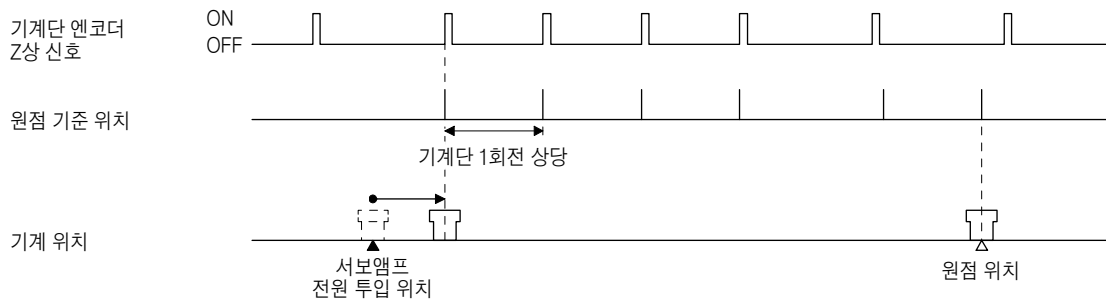 기계단 엔코더
Z상 신호
ON
OFF
원점 기준 위치
기계단 1회전 상당
기계 위치
서보앰프
전원 투입 위치
원점 위치